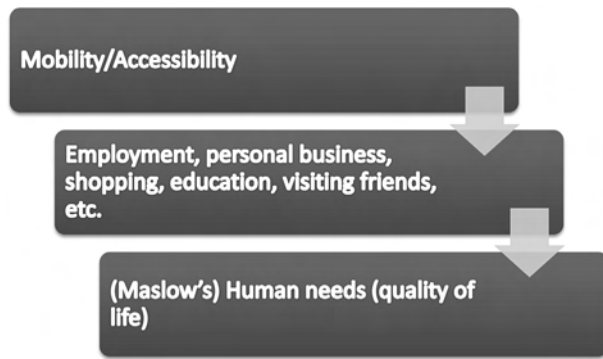 Mobility/Accessibility
Employment, personal business,
shopping, education, visiting friends,
etc.
(Maslow's) Human needs (quality of
life)